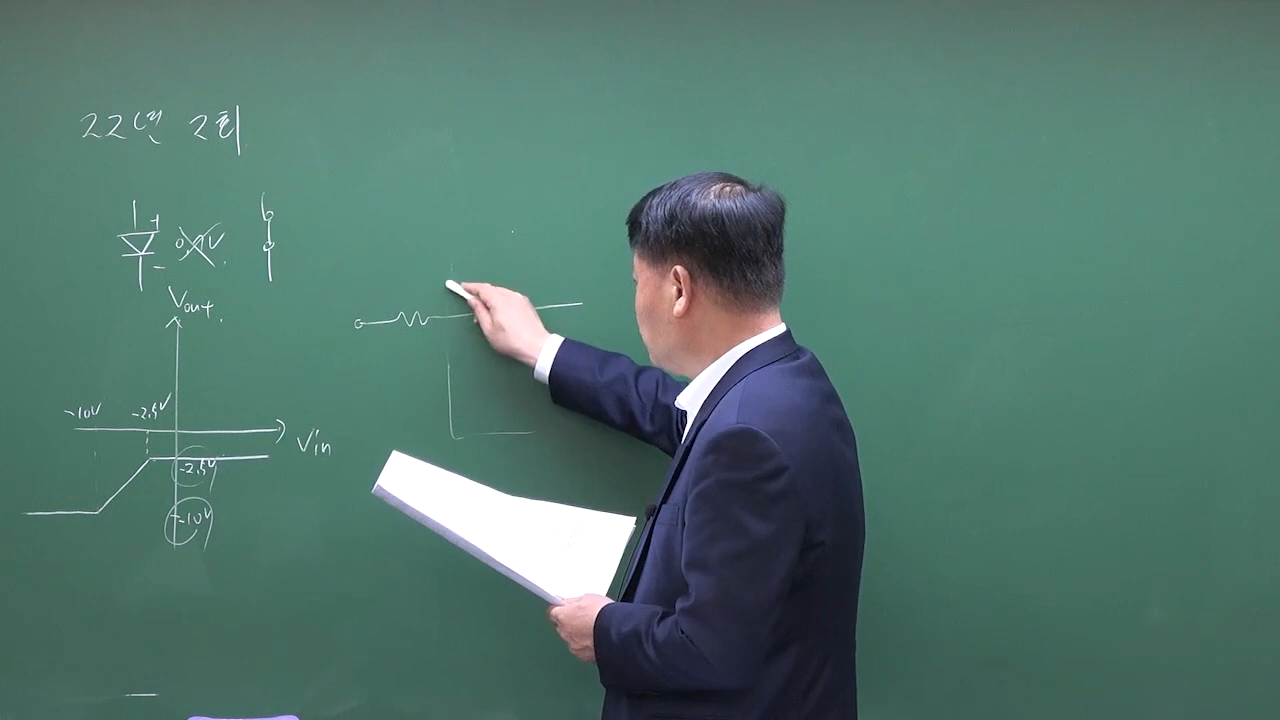 22년 2회
+
0.7V
-
Vout
-10V -2.5V
Vin
-2.5V
-10V